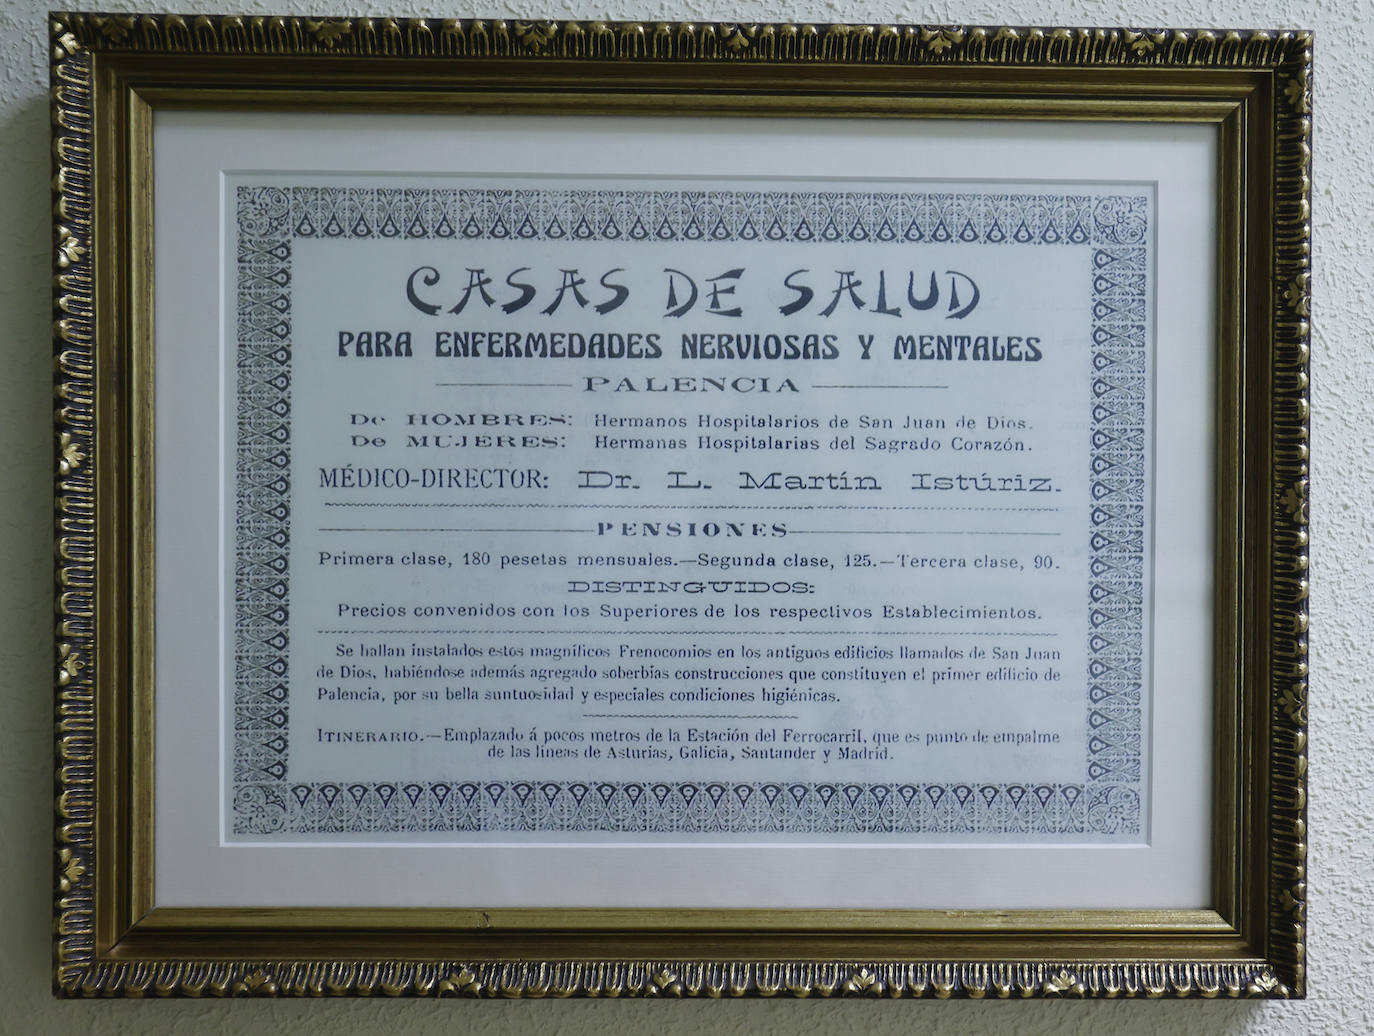 CASAS DE SALUD
PARA ENFERMEDADES NERVIOSAS Y MENTALES
PALENCIA
De HOMBRES: Hermanos Hospitalarios de San Juan de Dios.
De MUJERES: Hermanas Hospitalarias del Sagrado Corazón.
MÉDICO-DIRECTOR: Dr. L. Martín Istúriz.
PENSIONES
Primera clase, 180 pesetas mensuales.—Segunda clase, 125.—Tercera clase, 90.
DISTINGUIDOS:
Precios convenidos con los Superiores de los respectivos Establecimientos.
Se hallan instalados estos magníficos Frenocomios en los antiguos edificios llamados de San Juan
de Dios, habiéndose además agregado soberbias construcciones que constituyen el primer edificio de
Palencia, por su bella suntuosidad y especiales condiciones higiénicas.
ITINERARIO.—Emplazado á pocos metros de la Estación del Ferrocarril, que es punto de empalme
de las líneas de Asturias, Galicia, Santander y Madrid.